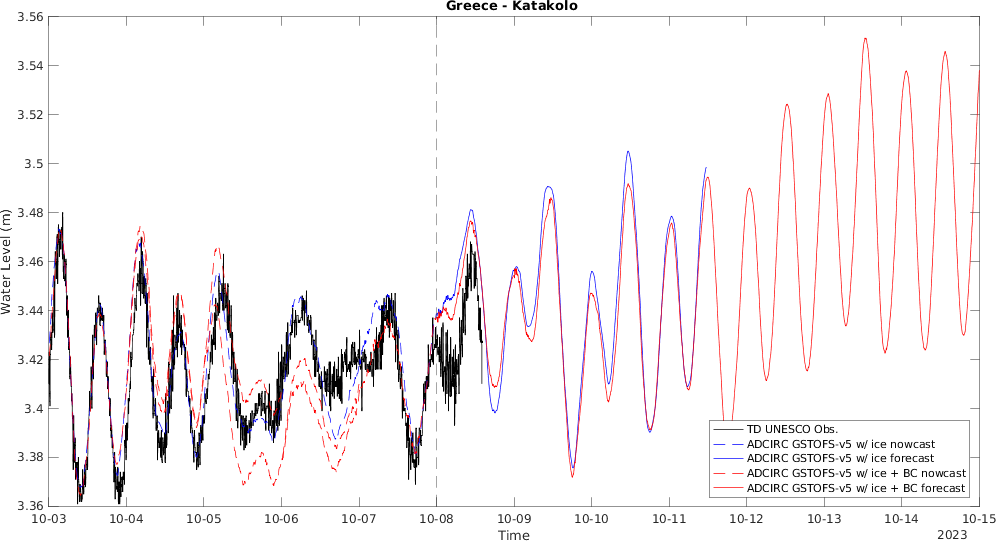 Greece - Katakolo
3.56
3.54
3.52
3.5
3.48
3.46
3.44
3.42
3.4
3.38
3.36
Water Level (m)
10-03 10-04 10-05 10-06 10-07 10-08 10-09 10-10 10-11 10-12 10-13 10-14 10-15
Time
2023
TD UNESCO Obs.
ADCIRC GSTOFS-v5 w/ ice nowcast
ADCIRC GSTOFS-v5 w/ ice forecast
ADCIRC GSTOFS-v5 w/ ice + BC nowcast
ADCIRC GSTOFS-v5 w/ ice + BC forecast